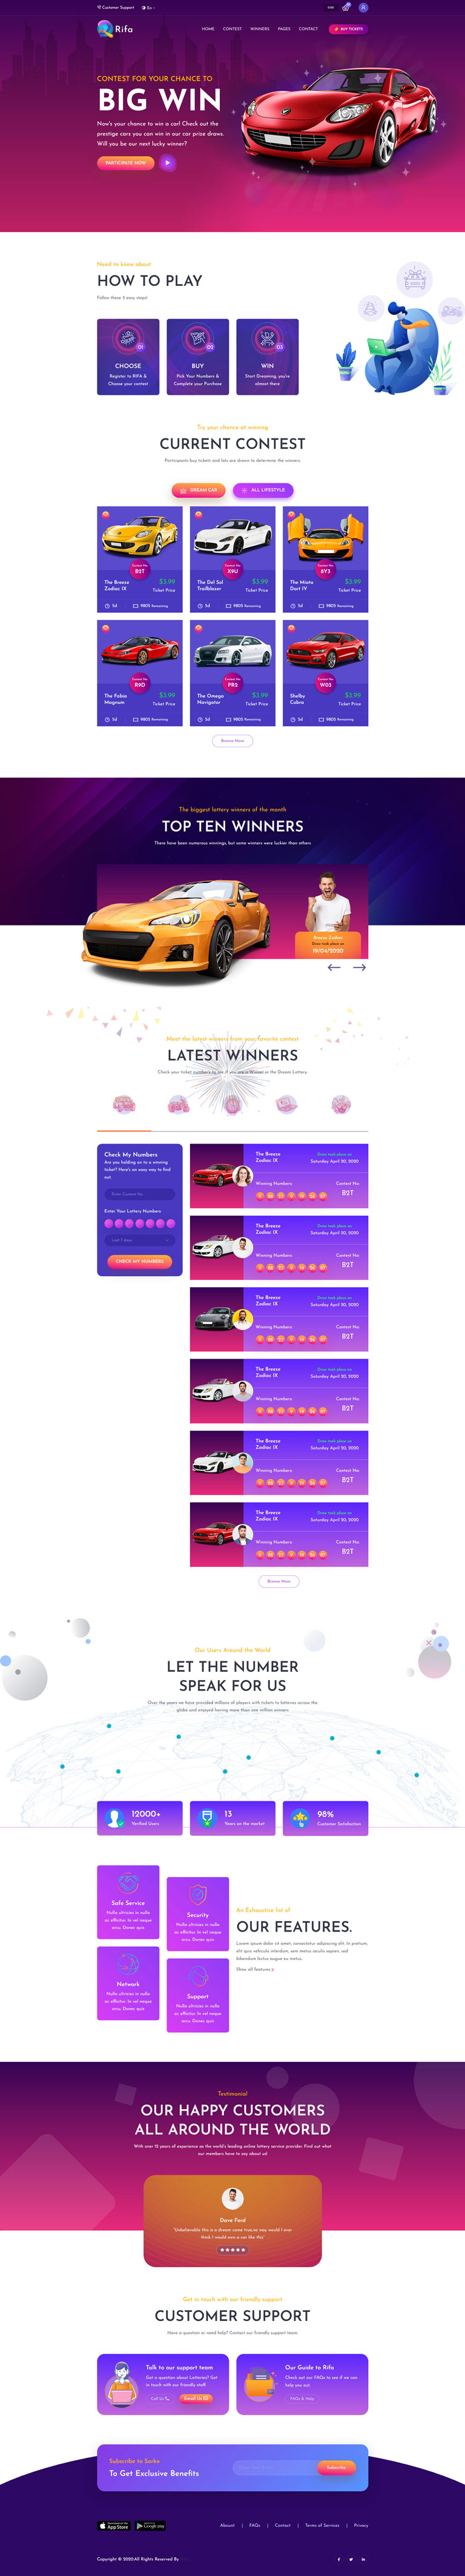 Customer Support
En
0:00
Rifa
HOME
CONTEST
WINNERS
PAGES
CONTACT
BUY TICKETS
CONTEST FOR YOUR CHANCE TO
BIG WIN
Now's your chance to win a car! Check out the
prestige cars you can win in our car prize draws.
Will you be our next lucky winner?
PARTICIPATE NOW
Need to know about
HOW TO PLAY
Follow these 3 easy steps!
01
CHOOSE
Register to RIFA &
Choose your contest
02
BUY
Pick Your Numbers &
Complete your Purchase
03
WIN
Start Dreaming, you're
almost there
Try your chance at winning
CURRENT CONTEST
Participants buy tickets and lots are drawn to determine the winners.
DREAM CAR
ALL LIFESTYLE
Contest No:
B2T
The Breeze
Zodiac IX
$3.99
Ticket Price
5d
9805 Remaining
Contest No:
X9U
The Del Sol
Trailblazer
$3.99
Ticket Price
5d
9805 Remaining
Contest No:
8Y3
The Miata
Dart IV
$3.99
Ticket Price
5d
9805 Remaining
Contest No:
R9D
The Fabia
Magnum
$3.99
Ticket Price
5d
9805 Remaining
Contest No:
PR2
The Omega
Navigator
$3.99
Ticket Price
5d
9805 Remaining
Contest No:
W03
Shelby
Cobra
$3.99
Ticket Price
5d
9805 Remaining
Browse More
The biggest lottery winners of the month
TOP TEN WINNERS
There have been numerous winnings, but some winners were luckier than others
Breeze Zodiac
Draw took place on
19/04/2020
Meet the latest winners from your favorite contest
LATEST WINNERS
Check your ticket numbers to see if you are a Winner in the Dream Lottery.
Check My Numbers
Are you holding on to a winning
ticket? Here's an easy way to find
out.
Enter Contest No
Enter Your Lottery Numbers
Last 7 days
CHECK MY NUMBERS
The Breeze
Zodiac IX
Draw took place on
Saturday April 20, 2020
Winning Numbers:
Contest No:
B2T
The Breeze
Zodiac IX
Draw took place on
Saturday April 20, 2020
Winning Numbers:
Contest No:
B2T
The Breeze
Zodiac IX
Draw took place on
Saturday April 20, 2020
Winning Numbers:
Contest No:
B2T
The Breeze
Zodiac IX
Draw took place on
Saturday April 20, 2020
Winning Numbers:
Contest No:
B2T
The Breeze
Zodiac IX
Draw took place on
Saturday April 20, 2020
Winning Numbers:
Contest No:
B2T
The Breeze
Zodiac IX
Draw took place on
Saturday April 20, 2020
Winning Numbers:
Contest No:
B2T
Browse More
Our Users Around the World
LET THE NUMBER
SPEAK FOR US
Over the years we have provided millions of players with tickets to lotteries across the
globe and enjoyed having more than one million winners
12000+
Verified Users
13
Years on the market
98%
Customer Satisfaction
Safe Service
Nulla ultricies in nulla
ac efficitur. In vel neque
arcu. Donec quis
Security
Nulla ultricies in nulla
ac efficitur. In vel neque
arcu. Donec quis
Network
Nulla ultricies in nulla
ac efficitur. In vel neque
arcu. Donec quis
Support
Nulla ultricies in nulla
ac efficitur. In vel neque
arcu. Donec quis
An Exhaustive list of
OUR FEATURES.
Lorem ipsum dolor sit amet, consectetur adipiscing elit. In pretium,
elit quis vehicula interdum, sem metus iaculis sapien, sed
bibendum lectus augue eu metus.
Show all features
Testimonial
OUR HAPPY CUSTOMERS
ALL AROUND THE WORLD
With over 12 years of experience as the world's leading online lottery service provider. Find out what
our members have to say about us!
Dave Ford
"Unbelievable this is a dream come true,no way, would I ever
think I would own a car like this"
Get in touch with our friendly support
CUSTOMER SUPPORT
Have a question or need help? Contact our friendly support team.
Talk to our support team
Got a question about Lotteries? Get
in touch with our friendly staff.
Call Us
Email Us
Our Guide to Rifa
Check out our FAQs to see if we can
help you out.
FAQs & Help
Subscribe to Sorko
To Get Exclusive Benefits
Subscribe
App Store
Google play
About
FAQs
Contact
Terms of Services
Privacy
Copyright © 2020.All Rights Reserved By